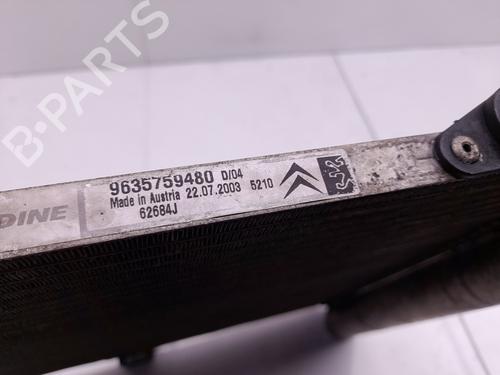 B-PARTS
DINE
9635759480 D/04
Made in Austria 22.07.2003 5210
62684J